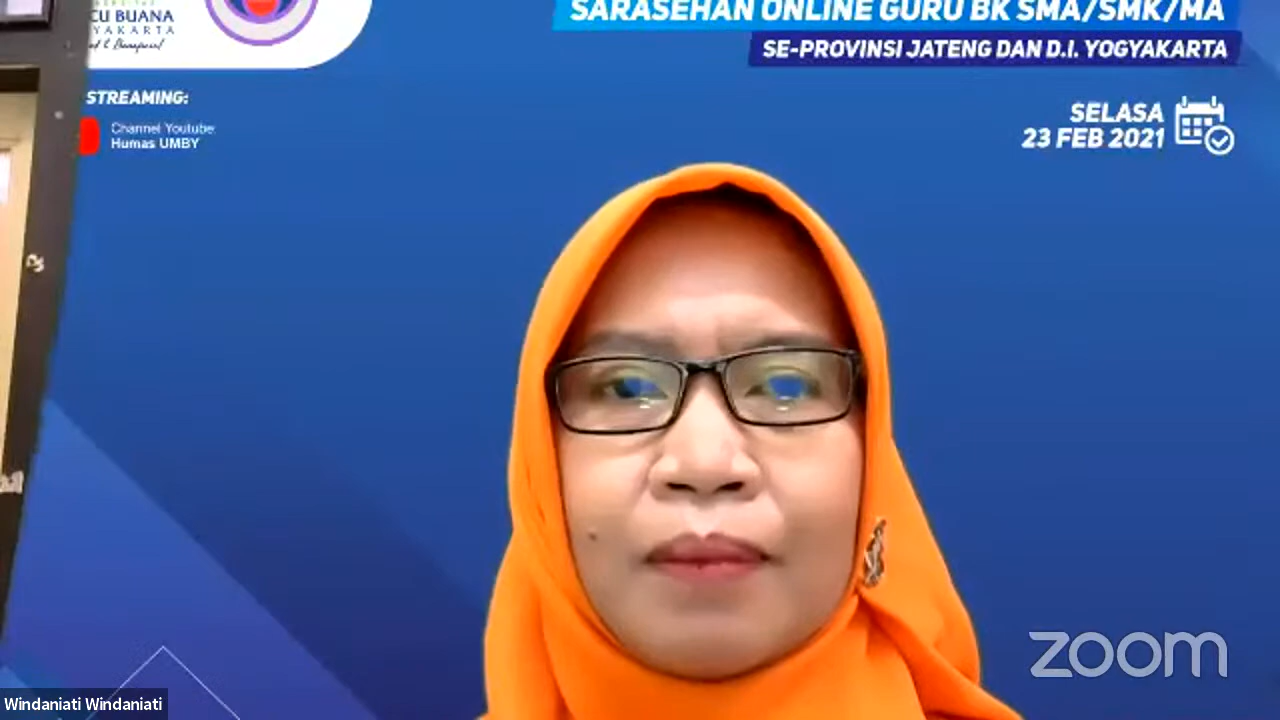 CU BUANA
YAKARTA
SARASEHAN ONLINE GURU BK SMA/SMK/MA
SE-PROVINSI JATENG DAN D.I. YOGYAKARTA
STREAMING:
Channel Youtube
Humas UMBY
SELASA
23 FEB 2021
zoom
Windaniati Windaniati